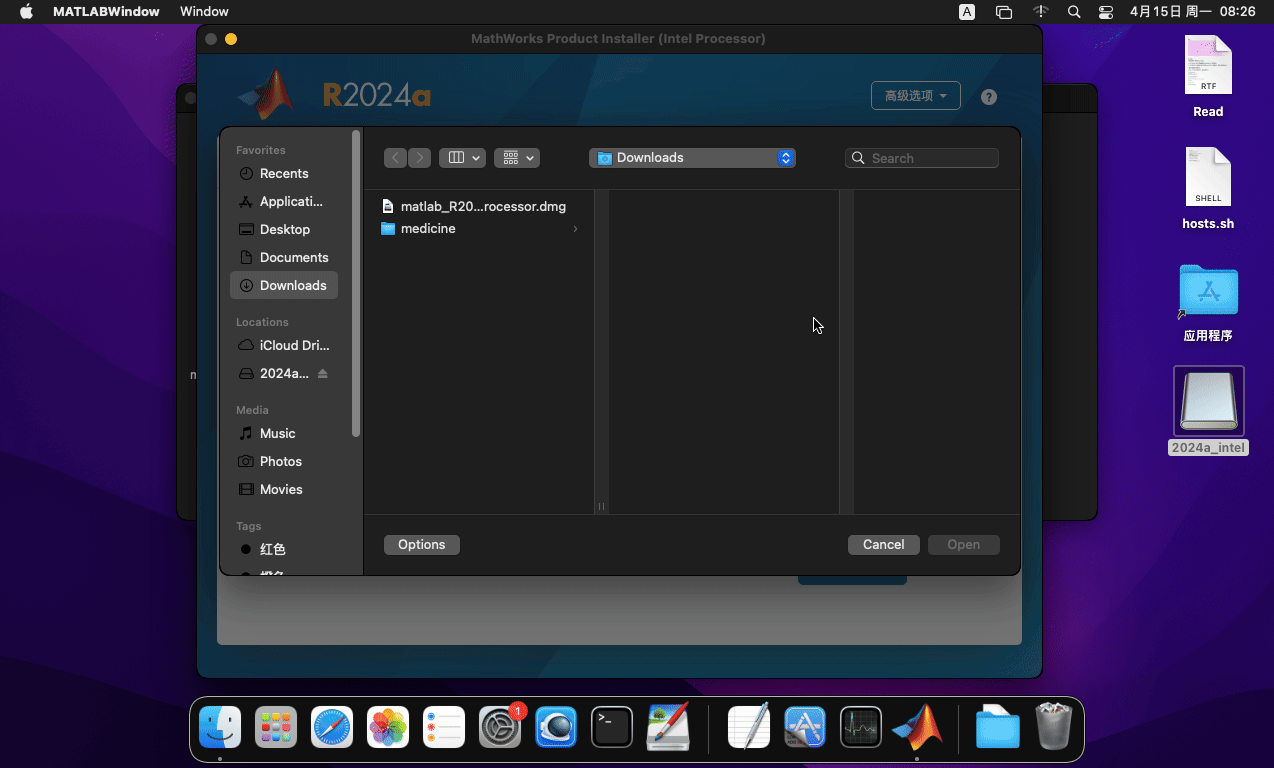 MATLABWindow Window A 4月15日 周一 08:26
MathWorks Product Installer (Intel Processor)
R2024a
高级选项
?
RTF
Read
SHELL
hosts.sh
应用程序
2024a_intel
Favorites
Recents
Applicati...
Desktop
Documents
Downloads
Locations
iCloud Dri...
2024a...
Media
Music
Photos
Movies
Tags
红色
Downloads
Search
matlab_R20...rocessor.dmg
medicine
Options
Cancel
Open
1